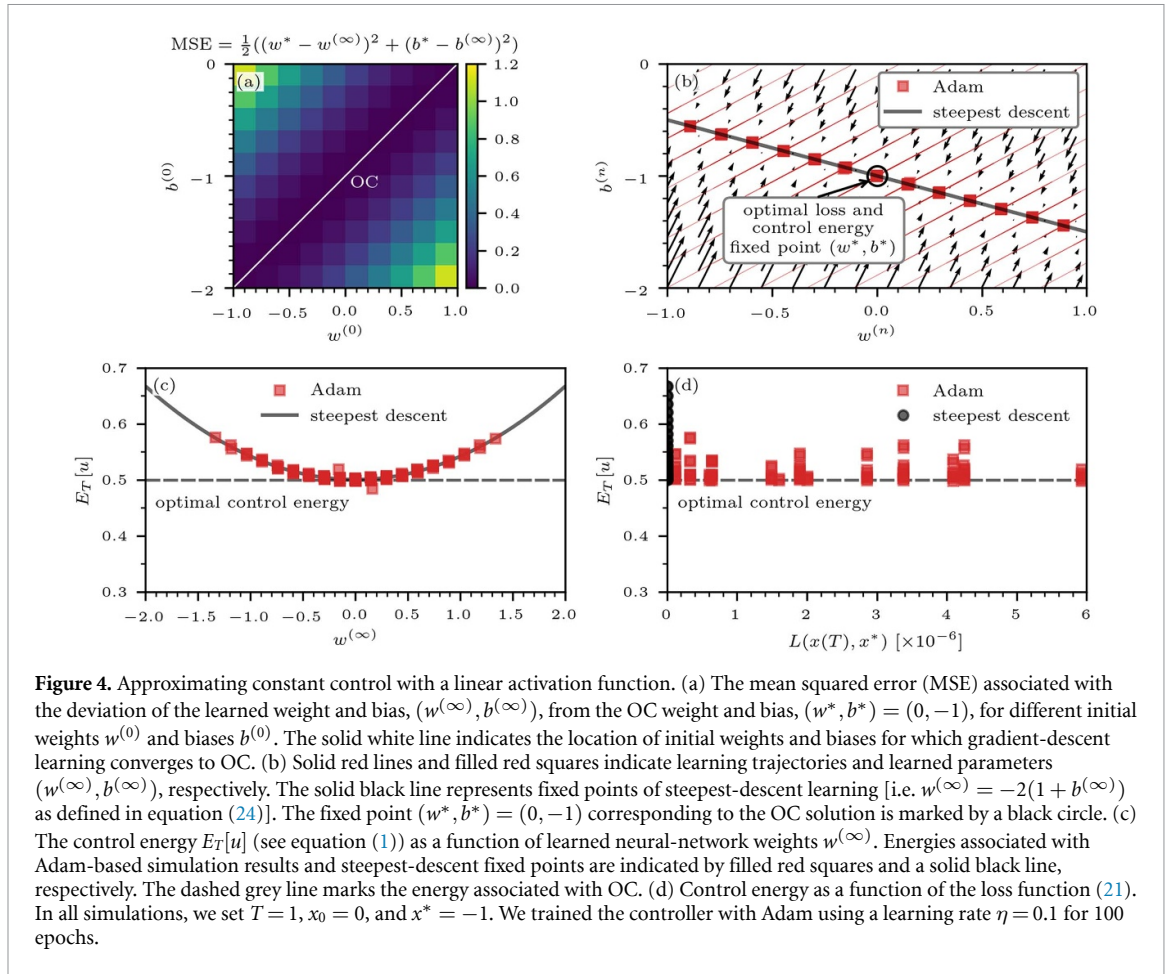 MSE = ½((w* − w^(∞))² + (b* − b^(∞))²)
(a)
OC
0
−1
−2
b^(0)
−1.0 −0.5 0.0 0.5 1.0
w^(0)
1.2
1.0
0.8
0.6
0.4
0.2
0.0
(b)
Adam
steepest descent
optimal loss and
control energy
fixed point (w*, b*)
0
−1
−2
b^(n)
−1.0 −0.5 0.0 0.5 1.0
w^(n)
(c)
Adam
steepest descent
optimal control energy
0.7
0.6
0.5
0.4
0.3
E_T[u]
−2.0 −1.5 −1.0 −0.5 0.0 0.5 1.0 1.5 2.0
w^(∞)
(d)
Adam
steepest descent
optimal control energy
0.7
0.6
0.5
0.4
0.3
E_T[u]
0 1 2 3 4 5 6
L(x(T), x*) [×10⁻⁶]
Figure 4. Approximating constant control with a linear activation function. (a) The mean squared error (MSE) associated with
the deviation of the learned weight and bias, (w^(∞), b^(∞)), from the OC weight and bias, (w*, b*) = (0, −1), for different initial
weights w^(0) and biases b^(0). The solid white line indicates the location of initial weights and biases for which gradient-descent
learning converges to OC. (b) Solid red lines and filled red squares indicate learning trajectories and learned parameters
(w^(∞), b^(∞)), respectively. The solid black line represents fixed points of steepest-descent learning [i.e. w^(∞) = −2(1 + b^(∞))
as defined in equation (24)]. The fixed point (w*, b*) = (0, −1) corresponding to the OC solution is marked by a black circle. (c)
The control energy E_T[u] (see equation (1)) as a function of learned neural-network weights w^(∞). Energies associated with
Adam-based simulation results and steepest-descent fixed points are indicated by filled red squares and a solid black line,
respectively. The dashed grey line marks the energy associated with OC. (d) Control energy as a function of the loss function (21).
In all simulations, we set T = 1, x₀ = 0, and x* = −1. We trained the controller with Adam using a learning rate η = 0.1 for 100
epochs.